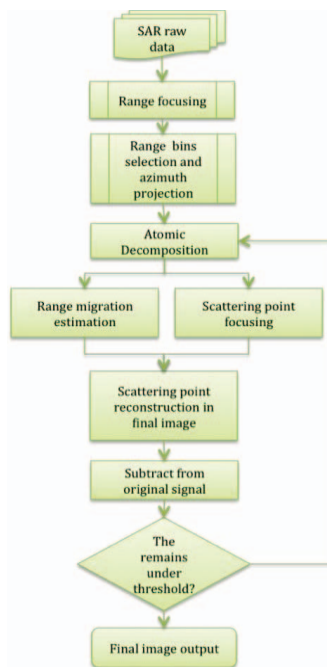 SAR raw
data
Range focusing
Range bins
selection and
azimuth
projection
Atomic
Decomposition
Range migration
estimation
Scattering point
focusing
Scattering point
reconstruction in
final image
Subtract from
original signal
The
remains
under
threshold?
Final image output